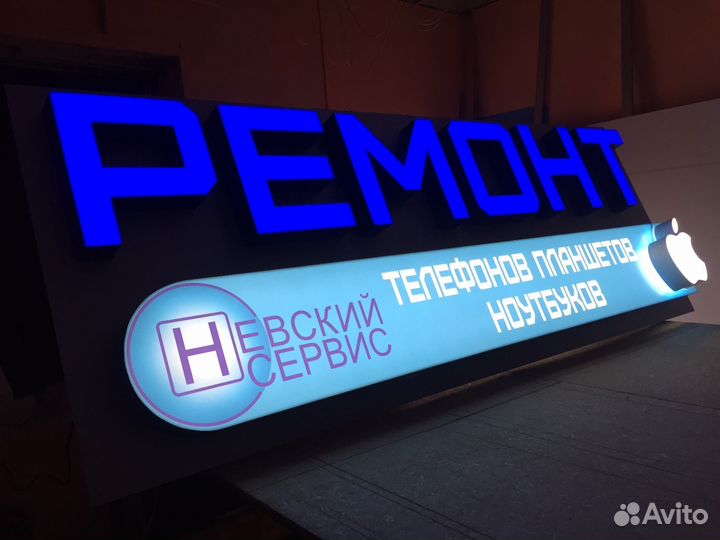 РЕМОНТ
ТЕЛЕФОНОВ ПЛАНШЕТОВ
НОУТБУКОВ
НЕВСКИЙ
СЕРВИС
Avito